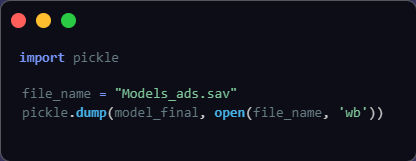 import pickle
file_name = "Models_ads.sav"
pickle.dump(model_final, open(file_name, 'wb'))